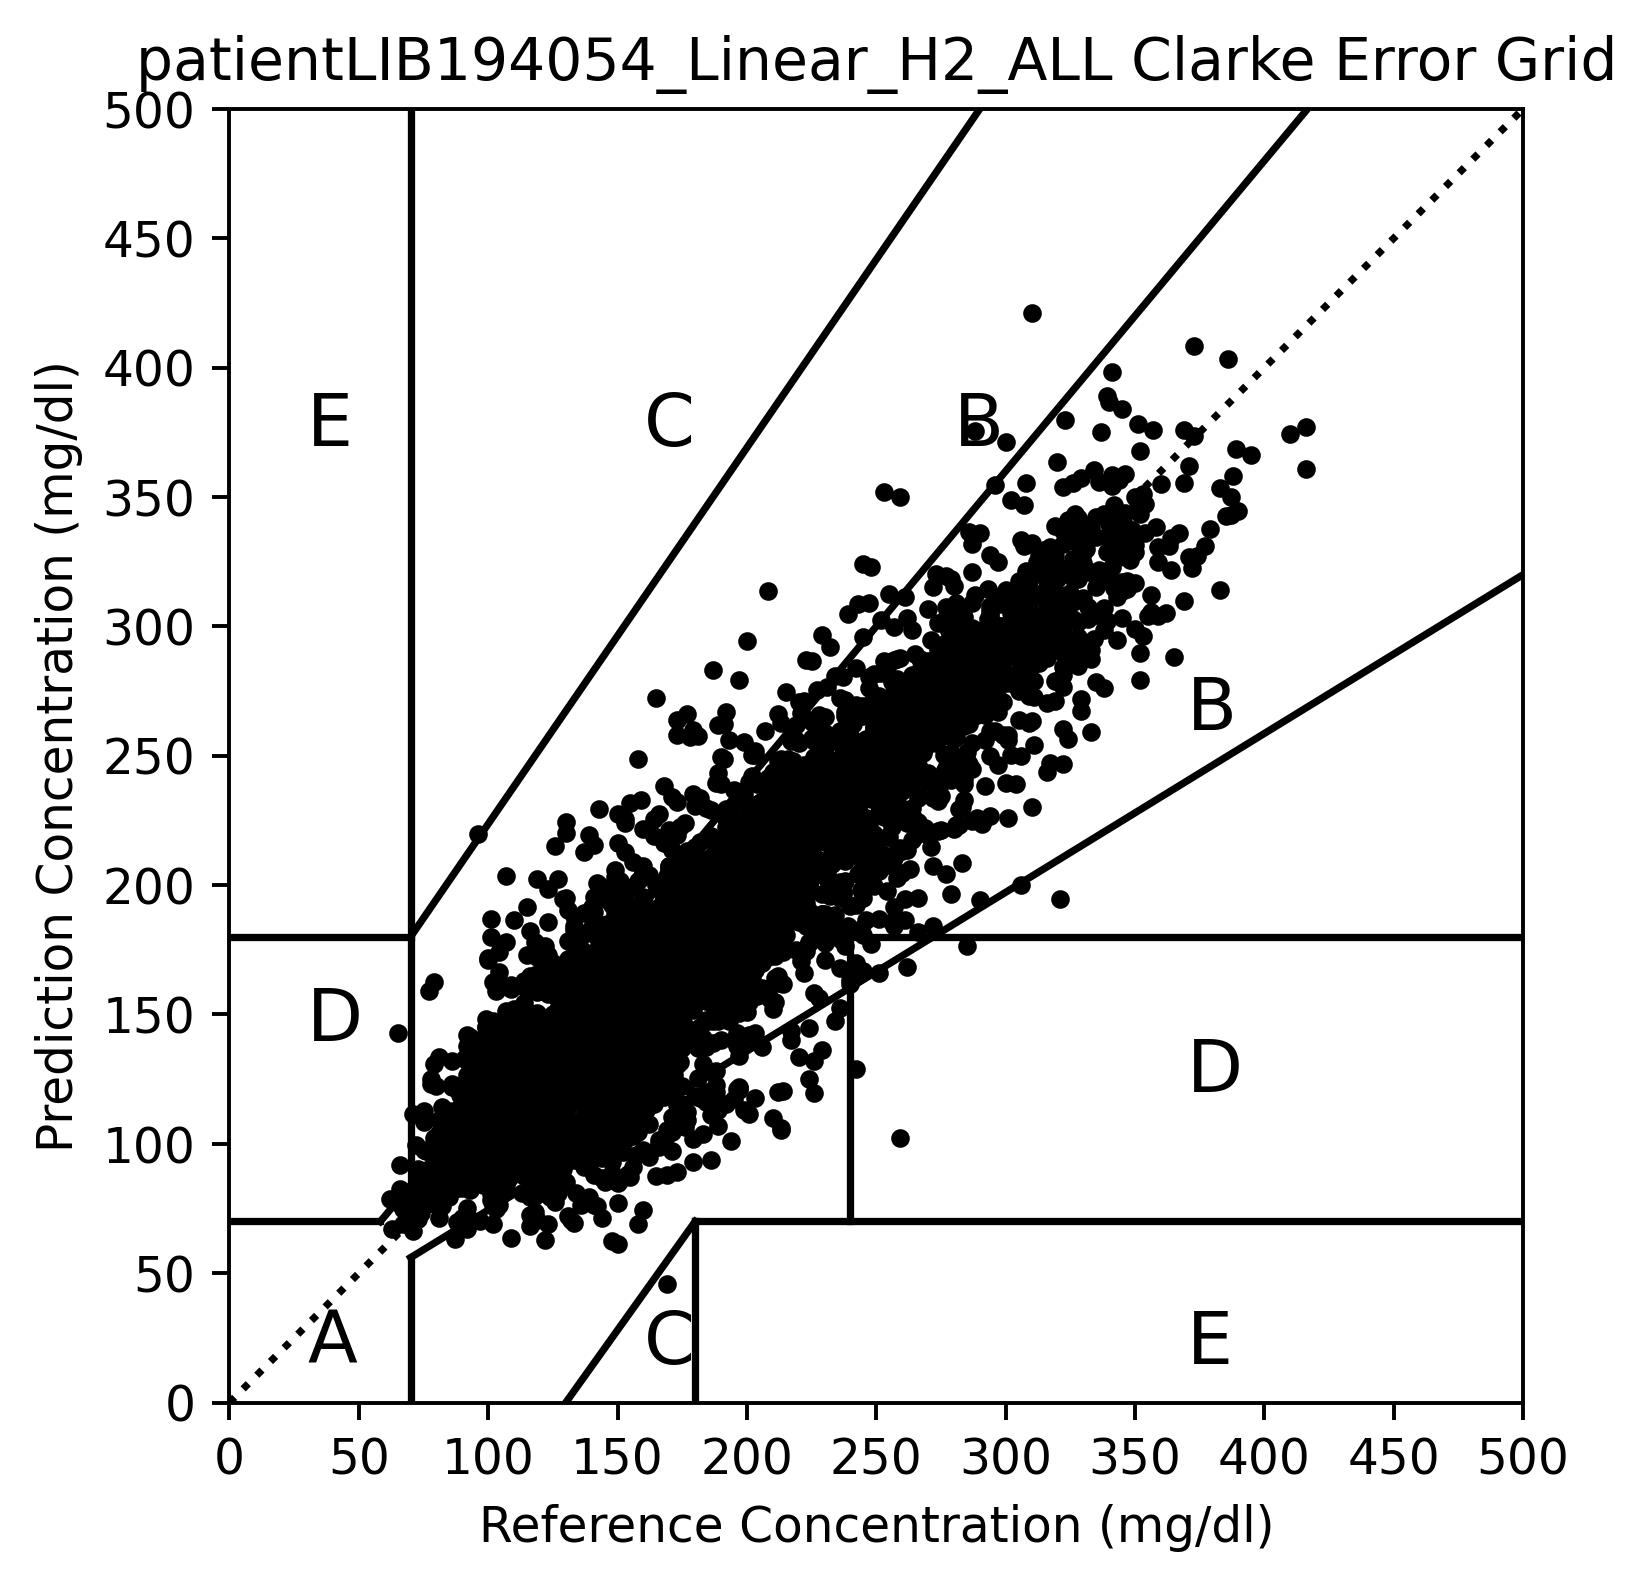 patientLIB194054_Linear_H2_ALL Clarke Error Grid
500
450
400
350
300
250
200
150
100
50
0
Prediction Concentration (mg/dl)
E
C
B
B
D
D
A
C
E
0 50 100 150 200 250 300 350 400 450 500
Reference Concentration (mg/dl)